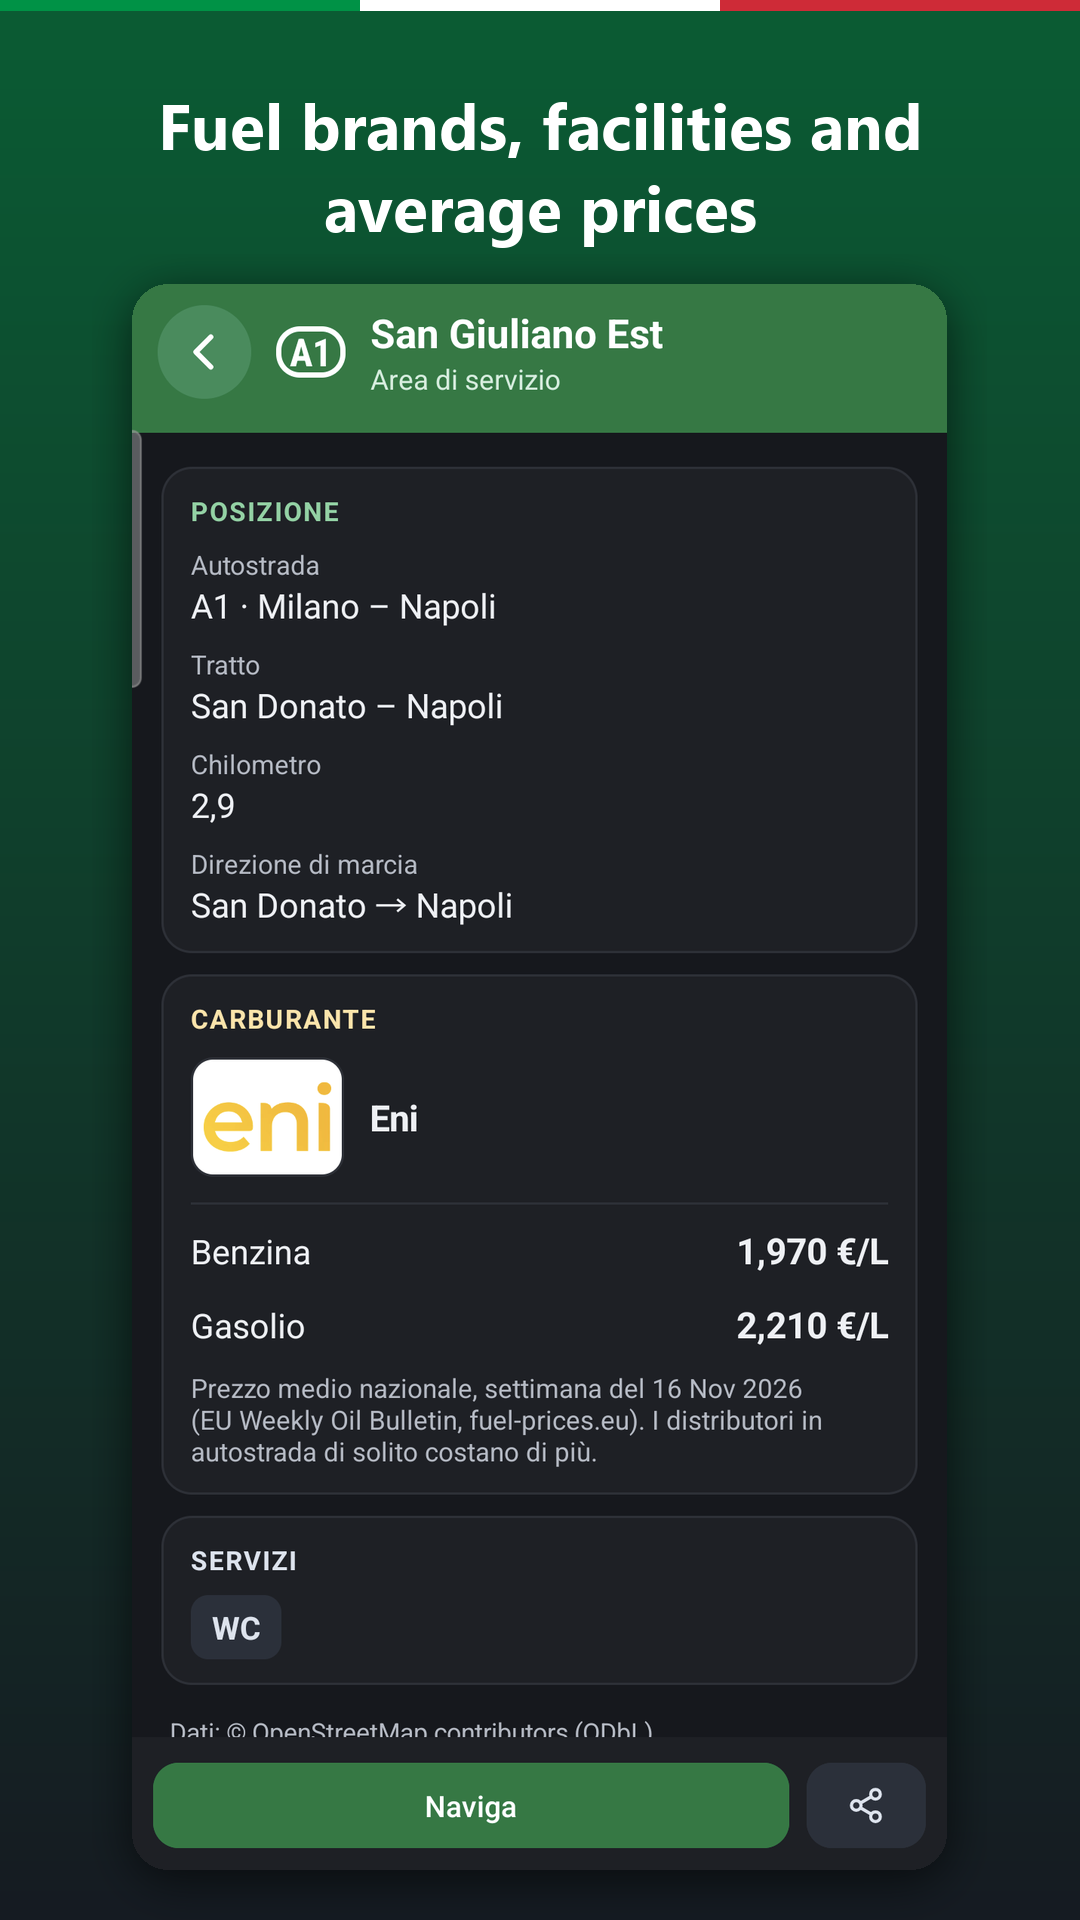 Fuel brands, facilities and
average prices
A1
San Giuliano Est
Area di servizio
POSIZIONE
Autostrada
A1 · Milano – Napoli
Tratto
San Donato – Napoli
Chilometro
2,9
Direzione di marcia
San Donato → Napoli
CARBURANTE
eni
Eni
Benzina 1,970 €/L
Gasolio 2,210 €/L
Prezzo medio nazionale, settimana del 16 Nov 2026
(EU Weekly Oil Bulletin, fuel-prices.eu). I distributori in
autostrada di solito costano di più.
SERVIZI
WC
Dati: © OpenStreetMap contributors (ODbL)
Naviga